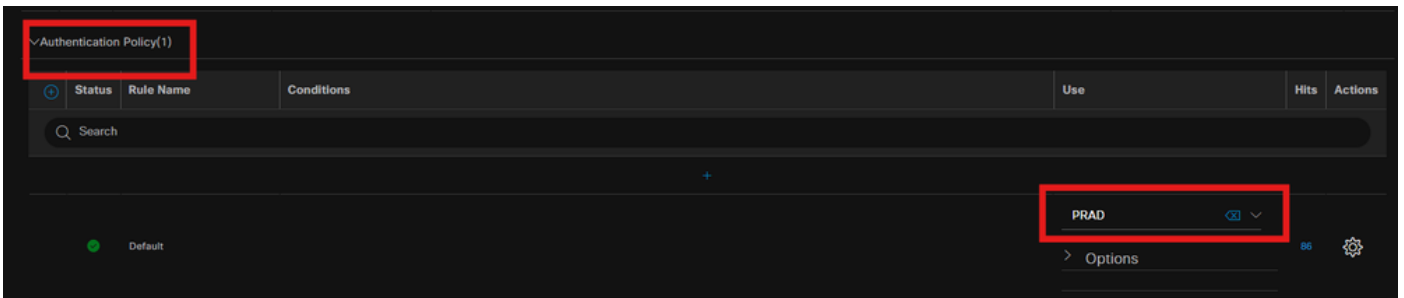 Authentication Policy(1)
Status Rule Name Conditions Use Hits Actions
Search
+
PRAD
Default 86
Options